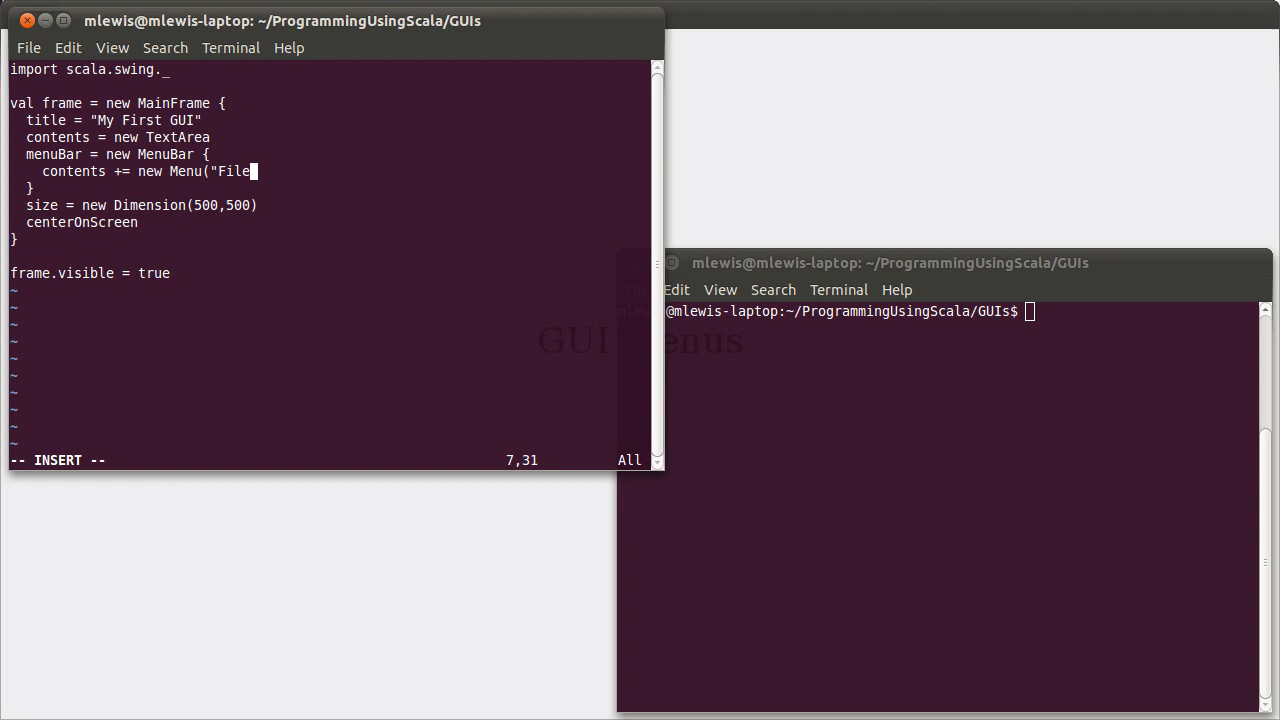 mlewis@mlewis-laptop: ~/ProgrammingUsingScala/GUIs
File Edit View Search Terminal Help
import scala.swing._
val frame = new MainFrame {
  title = "My First GUI"
  contents = new TextArea
  menuBar = new MenuBar {
    contents += new Menu("File
  }
  size = new Dimension(500,500)
  centerOnScreen
}
frame.visible = true
~
~
~
~
~
~
~
~
~
~
-- INSERT -- 7,31 All
mlewis@mlewis-laptop: ~/ProgrammingUsingScala/GUIs
Edit View Search Terminal Help
@mlewis-laptop:~/ProgrammingUsingScala/GUIs$
GUI enus